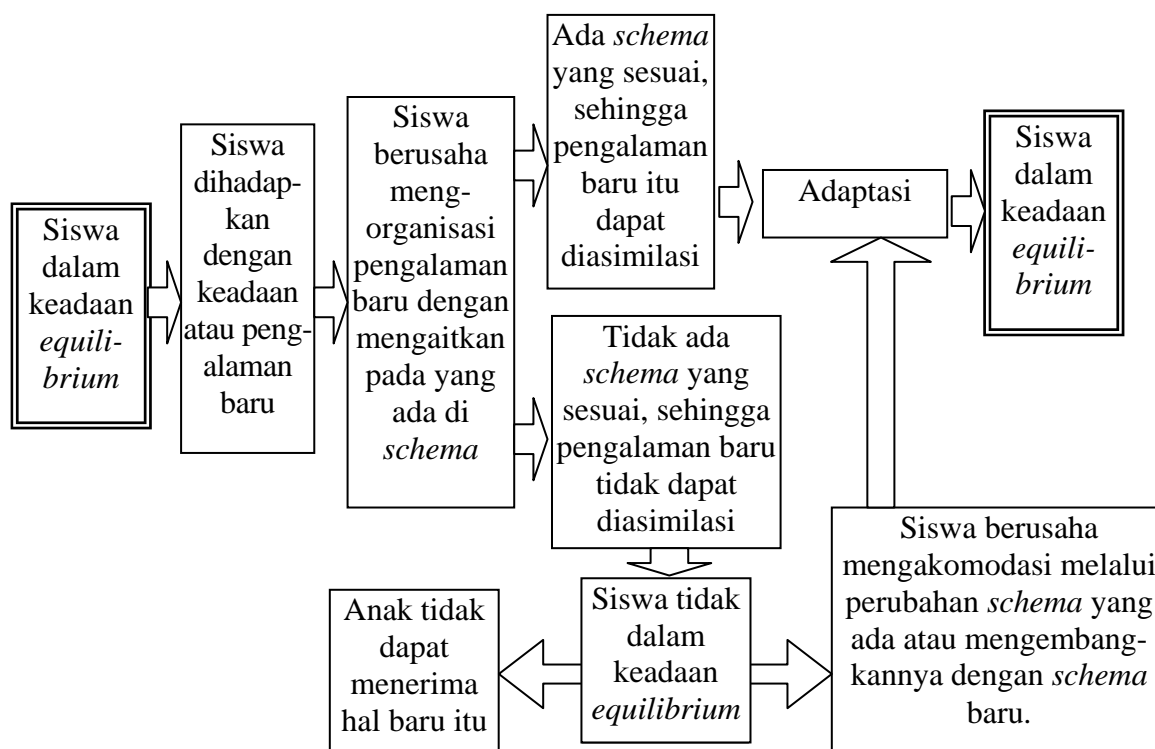 Siswa
dalam
keadaan
equili-
brium
Siswa
dihadap-
kan
dengan
keadaan
atau peng-
alaman
baru
Siswa
berusaha
meng-
organisasi
pengalaman
baru dengan
mengaitkan
pada yang
ada di
schema
Ada schema
yang sesuai,
sehingga
pengalaman
baru itu
dapat
diasimilasi
Adaptasi
Siswa
dalam
keadaan
equili-
brium
Tidak ada
schema yang
sesuai, sehingga
pengalaman baru
tidak dapat
diasimilasi
Siswa tidak
dalam
keadaan
equilibrium
Anak tidak
dapat
menerima
hal baru itu
Siswa berusaha
mengakomodasi melalui
perubahan schema yang
ada atau mengembang-
kannya dengan schema
baru.